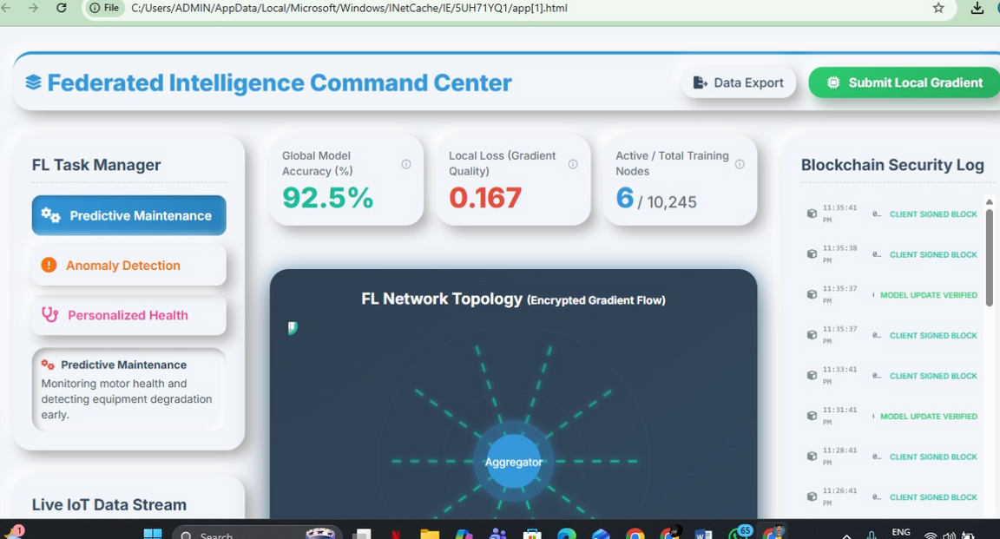 File
C:/Users/ADMIN/AppData/Local/Microsoft/Windows/INetCache/IE/5UH71YQ1/app[1].html
Federated Intelligence Command Center
Data Export
Submit Local Gradient
FL Task Manager
Predictive Maintenance
Anomaly Detection
Personalized Health
Predictive Maintenance
Monitoring motor health and
detecting equipment degradation
early.
Live IoT Data Stream
Global Model
Accuracy (%)
92.5%
Local Loss (Gradient
Quality)
0.167
Active / Total Training
Nodes
6 / 10,245
FL Network Topology (Encrypted Gradient Flow)
Aggregator
Blockchain Security Log
11:35:41 PM 0… CLIENT SIGNED BLOCK
11:35:38 PM 0… CLIENT SIGNED BLOCK
11:35:37 PM MODEL UPDATE VERIFIED
11:35:37 PM 0… CLIENT SIGNED BLOCK
11:33:41 PM 0… CLIENT SIGNED BLOCK
11:31:41 PM MODEL UPDATE VERIFIED
11:28:41 PM 0… CLIENT SIGNED BLOCK
11:26:41 PM 0… CLIENT SIGNED BLOCK
1
Search
65
ENG